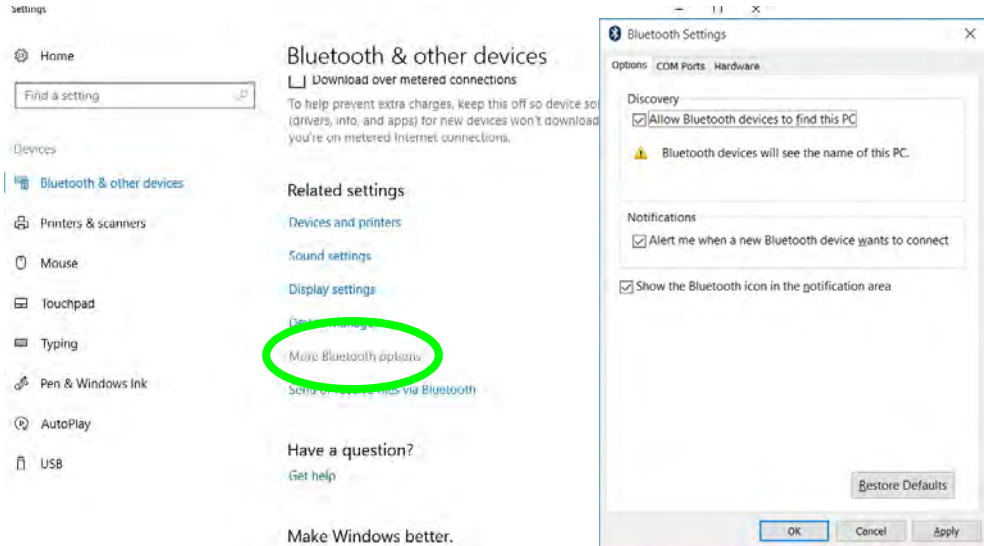 Settings
Home
Find a setting
Devices
Bluetooth & other devices
Printers & scanners
Mouse
Touchpad
Typing
Pen & Windows Ink
AutoPlay
USB
Bluetooth & other devices
Download over metered connections
To help prevent extra charges, keep this off so device so
(drivers, info, and apps) for new devices won't download
you're on metered Internet connections.
Related settings
Devices and printers
Sound settings
Display settings
More Bluetooth options
files via Bluetooth
Have a question?
Get help
Make Windows better.
Bluetooth Settings
Options COM Ports Hardware
Discovery
Allow Bluetooth devices to find this PC
Bluetooth devices will see the name of this PC.
Notifications
Alert me when a new Bluetooth device wants to connect
Show the Bluetooth icon in the notification area
Restore Defaults
OK Cancel Apply